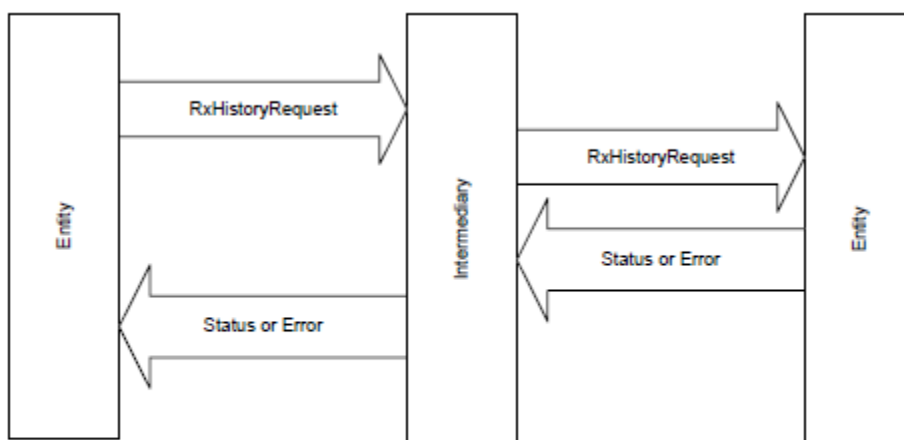 Entity
RxHistoryRequest
Intermediary
RxHistoryRequest
Entity
Status or Error
Status or Error